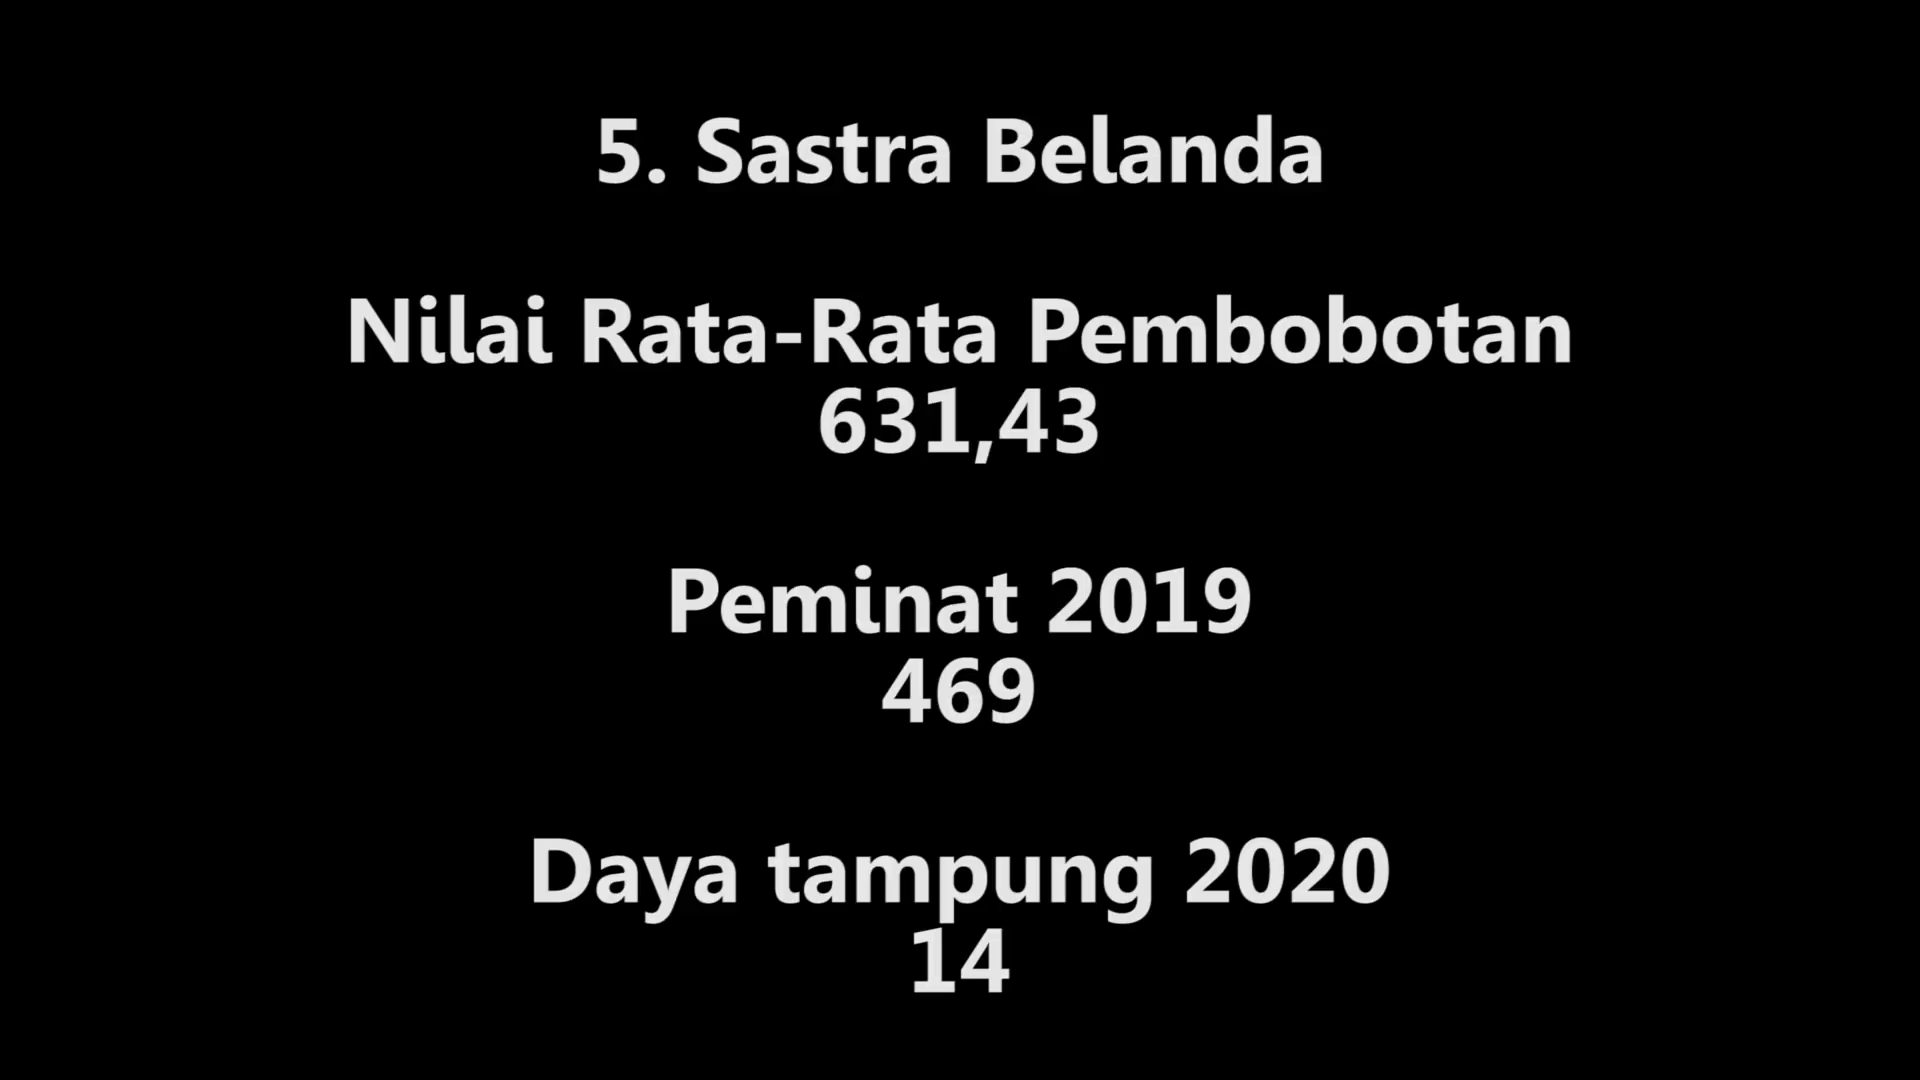 5. Sastra Belanda
Nilai Rata-Rata Pembobotan
631,43
Peminat 2019
469
Daya tampung 2020
14